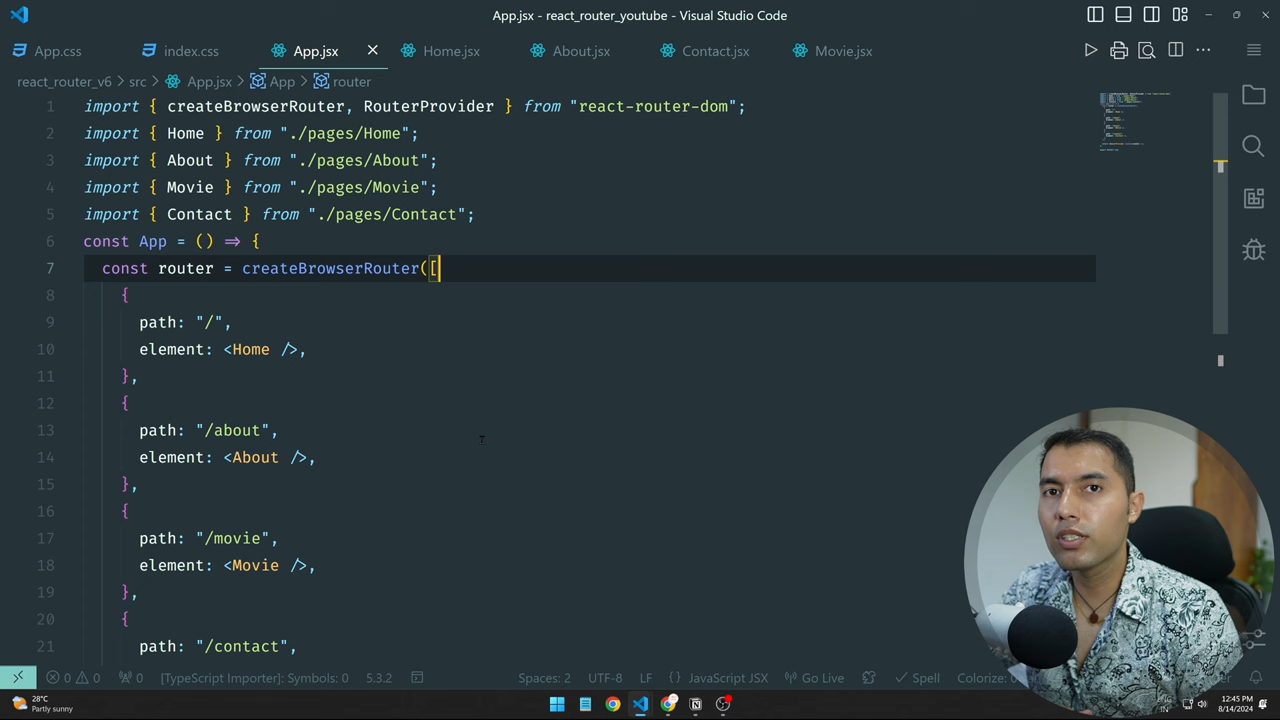 App.jsx - react_router_youtube - Visual Studio Code
App.css index.css App.jsx Home.jsx About.jsx Contact.jsx Movie.jsx
react_router_v6 > src > App.jsx > App > router
1 import { createBrowserRouter, RouterProvider } from "react-router-dom";
2 import { Home } from "./pages/Home";
3 import { About } from "./pages/About";
4 import { Movie } from "./pages/Movie";
5 import { Contact } from "./pages/Contact";
6 const App = () => {
7 const router = createBrowserRouter([
8 {
9 path: "/",
10 element: <Home />,
11 },
12 {
13 path: "/about",
14 element: <About />,
15 },
16 {
17 path: "/movie",
18 element: <Movie />,
19 },
20 {
21 path: "/contact",
0 0 0 [TypeScript Importer]: Symbols: 0 5.3.2 Spaces: 2 UTF-8 LF { } JavaScript JSX Go Live Spell Colorize: 0
28°C
Partly sunny
ENG
IN
12:45 PM
8/14/2024